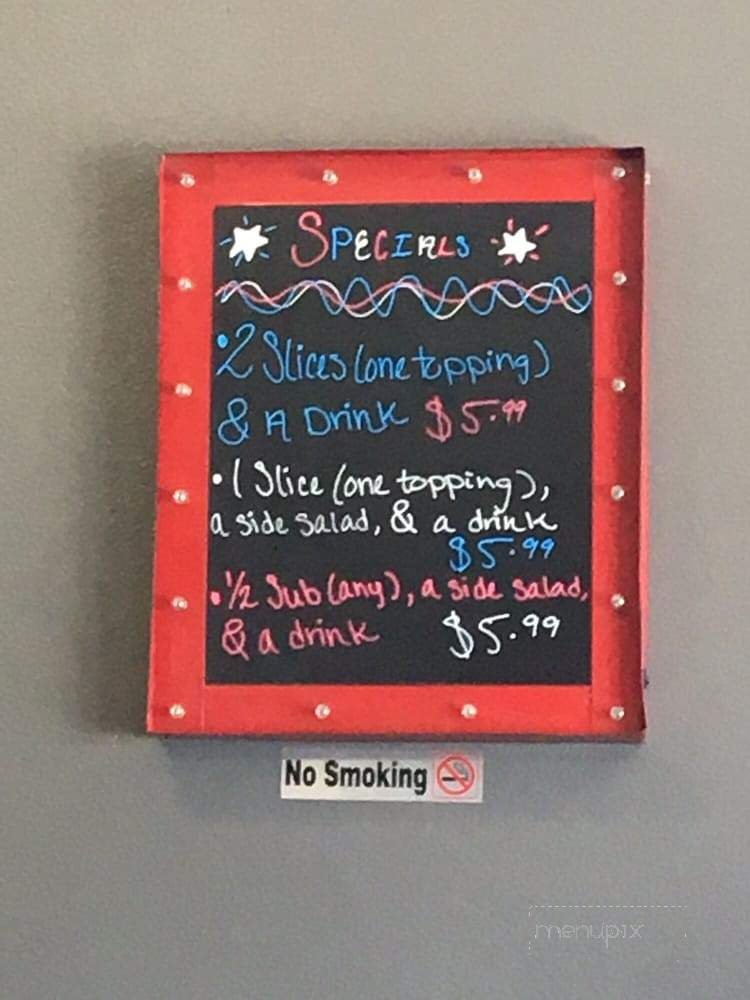 Specials
• 2 Slices (one topping)
& A Drink $5.99
• 1 Slice (one topping),
a side salad, & a drink
$5.99
• 1/2 Sub (any), a side salad,
& a drink $5.99
No Smoking
menupix